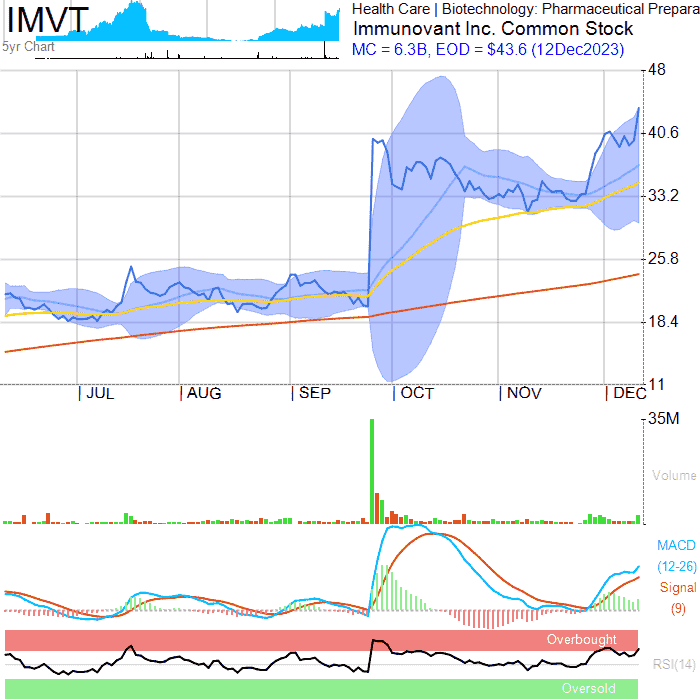 IMVT
5yr Chart
Health Care | Biotechnology: Pharmaceutical Prepara
Immunovant Inc. Common Stock
MC = 6.3B, EOD = $43.6 (12Dec2023)
48
40.6
33.2
25.8
18.4
11
| JUL
| AUG
| SEP
| OCT
| NOV
| DEC
35M
Volume
MACD
(12-26)
Signal
(9)
Overbought
RSI(14)
Oversold